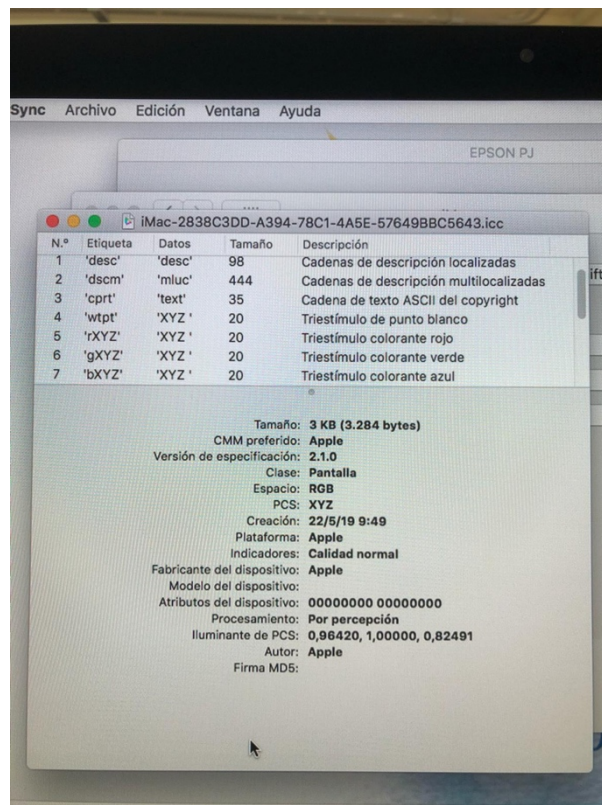 Sync Archivo Edición Ventana Ayuda
EPSON PJ
iMac-2838C3DD-A394-78C1-4A5E-57649BBC5643.icc
N.º Etiqueta Datos Tamaño Descripción
1 'desc' 'desc' 98 Cadenas de descripción localizadas
2 'dscm' 'mluc' 444 Cadenas de descripción multilocalizadas
3 'cprt' 'text' 35 Cadena de texto ASCII del copyright
4 'wtpt' 'XYZ ' 20 Triestímulo de punto blanco
5 'rXYZ' 'XYZ ' 20 Triestímulo colorante rojo
6 'gXYZ' 'XYZ ' 20 Triestímulo colorante verde
7 'bXYZ' 'XYZ ' 20 Triestímulo colorante azul
Tamaño: 3 KB (3.284 bytes)
CMM preferido: Apple
Versión de especificación: 2.1.0
Clase: Pantalla
Espacio: RGB
PCS: XYZ
Creación: 22/5/19 9:49
Plataforma: Apple
Indicadores: Calidad normal
Fabricante del dispositivo: Apple
Modelo del dispositivo:
Atributos del dispositivo: 00000000 00000000
Procesamiento: Por percepción
Iluminante de PCS: 0,96420, 1,00000, 0,82491
Autor: Apple
Firma MD5: